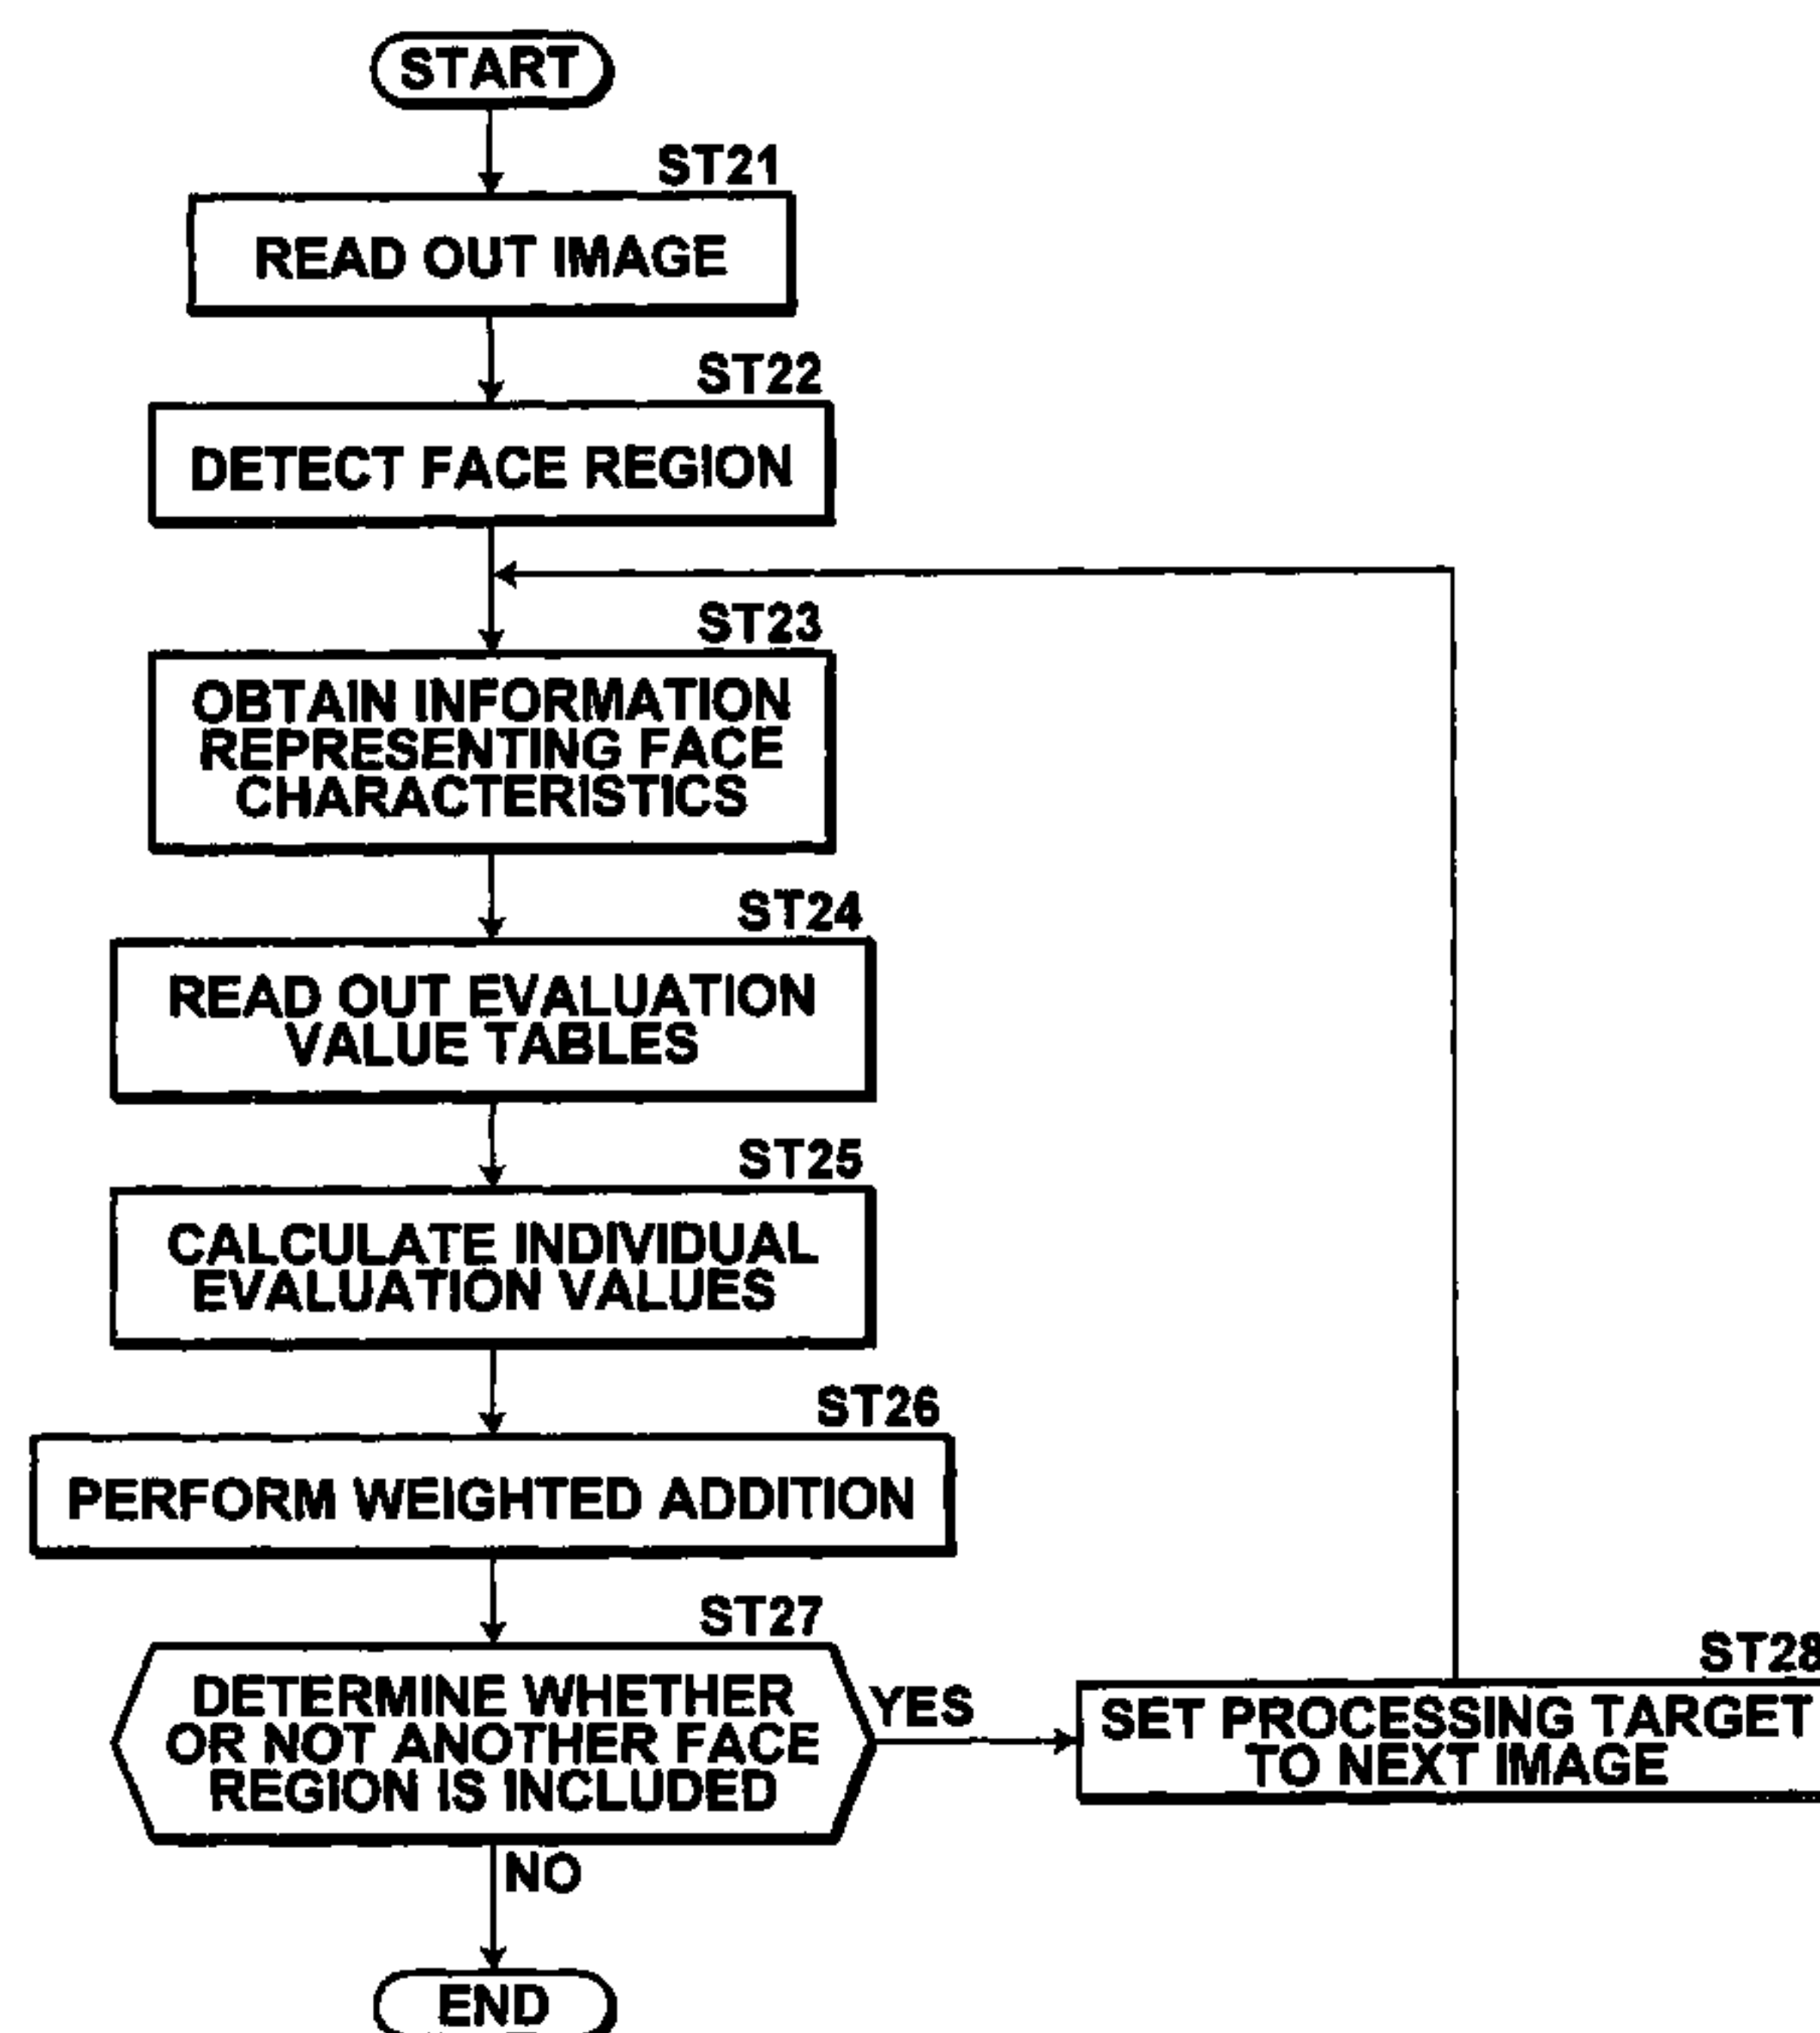 START
ST21
READ OUT IMAGE
ST22
DETECT FACE REGION
ST23
OBTAIN INFORMATION
REPRESENTING FACE
CHARACTERISTICS
ST24
READ OUT EVALUATION
VALUE TABLES
ST25
CALCULATE INDIVIDUAL
EVALUATION VALUES
ST26
PERFORM WEIGHTED ADDITION
ST27
DETERMINE WHETHER
OR NOT ANOTHER FACE
REGION IS INCLUDED
YES
ST28
SET PROCESSING TARGET
TO NEXT IMAGE
NO
END